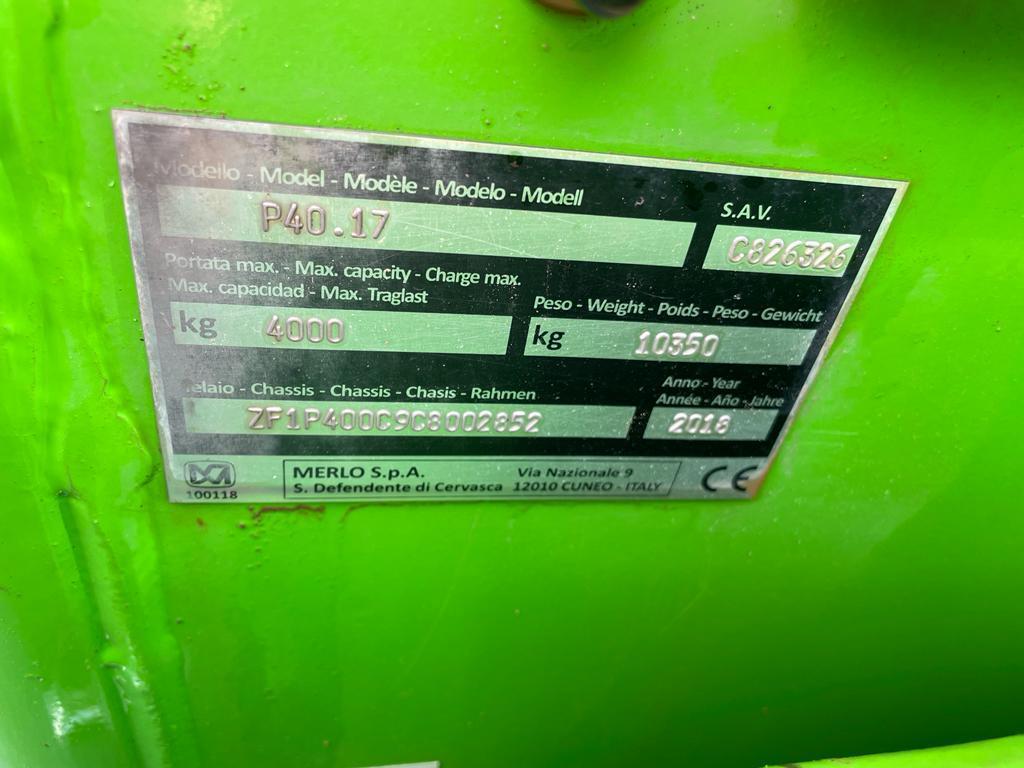 Modello - Model - Modèle - Modelo - Modell
S.A.V.
P40.17
C826326
Portata max. - Max. capacity - Charge max.
Max. capacidad - Max. Traglast
Peso - Weight - Poids - Peso - Gewicht
kg 4000
kg 10350
Telaio - Chassis - Chassis - Chasis - Rahmen
Anno - Year
Année - Año - Jahre
ZF1P400C9C8002852
2018
100118
MERLO S.p.A. Via Nazionale 9
S. Defendente di Cervasca 12010 CUNEO - ITALY
CE